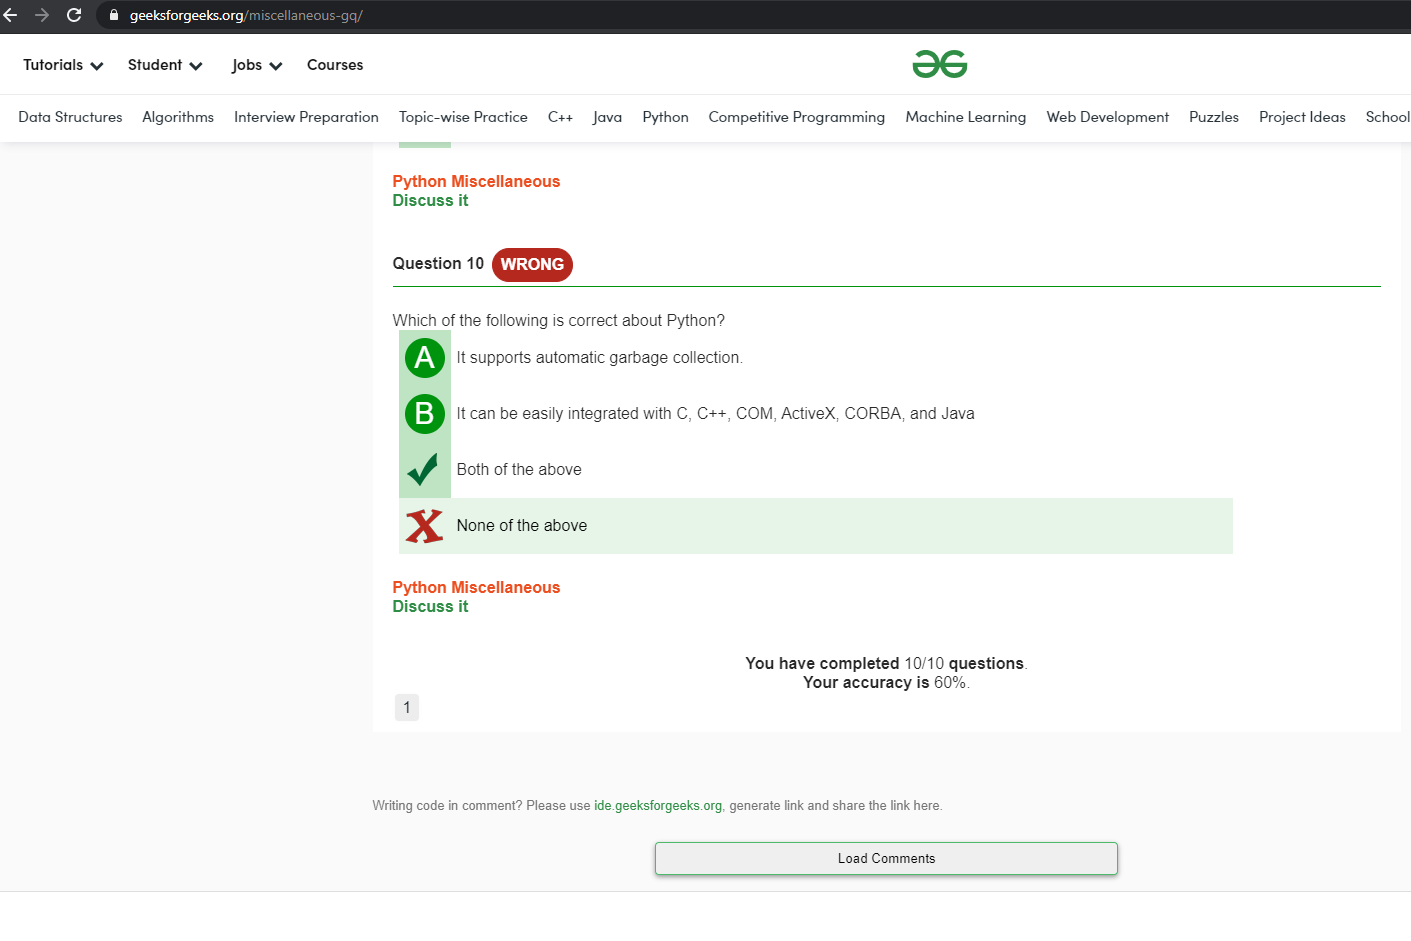 geeksforgeeks.org/miscellaneous-gq/
Tutorials Student Jobs Courses
Data Structures Algorithms Interview Preparation Topic-wise Practice C++ Java Python Competitive Programming Machine Learning Web Development Puzzles Project Ideas School
Python Miscellaneous
Discuss it
Question 10 WRONG
Which of the following is correct about Python?
A It supports automatic garbage collection.
B It can be easily integrated with C, C++, COM, ActiveX, CORBA, and Java
Both of the above
None of the above
Python Miscellaneous
Discuss it
You have completed 10/10 questions.
Your accuracy is 60%.
1
Writing code in comment? Please use ide.geeksforgeeks.org, generate link and share the link here.
Load Comments